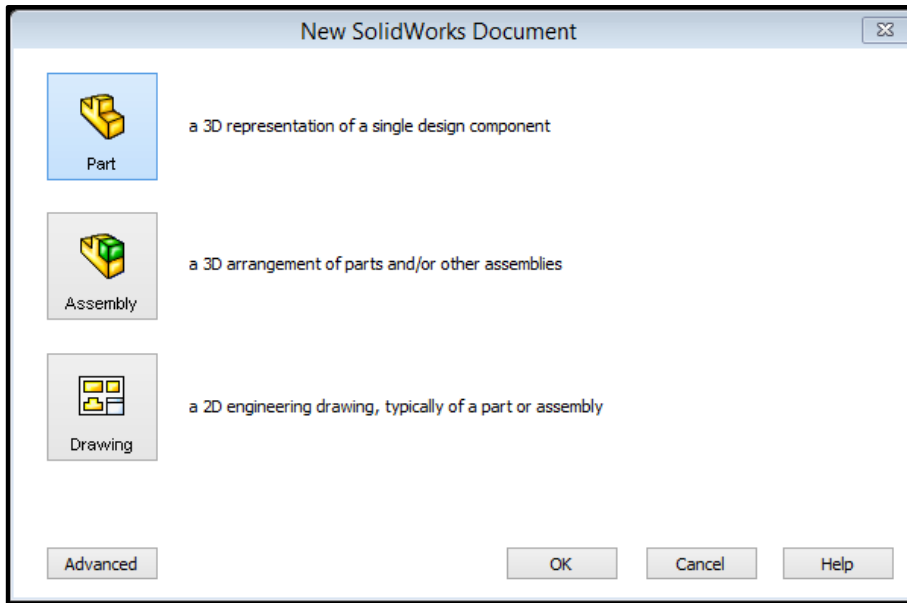 New SolidWorks Document
Part
a 3D representation of a single design component
Assembly
a 3D arrangement of parts and/or other assemblies
Drawing
a 2D engineering drawing, typically of a part or assembly
Advanced
OK
Cancel
Help